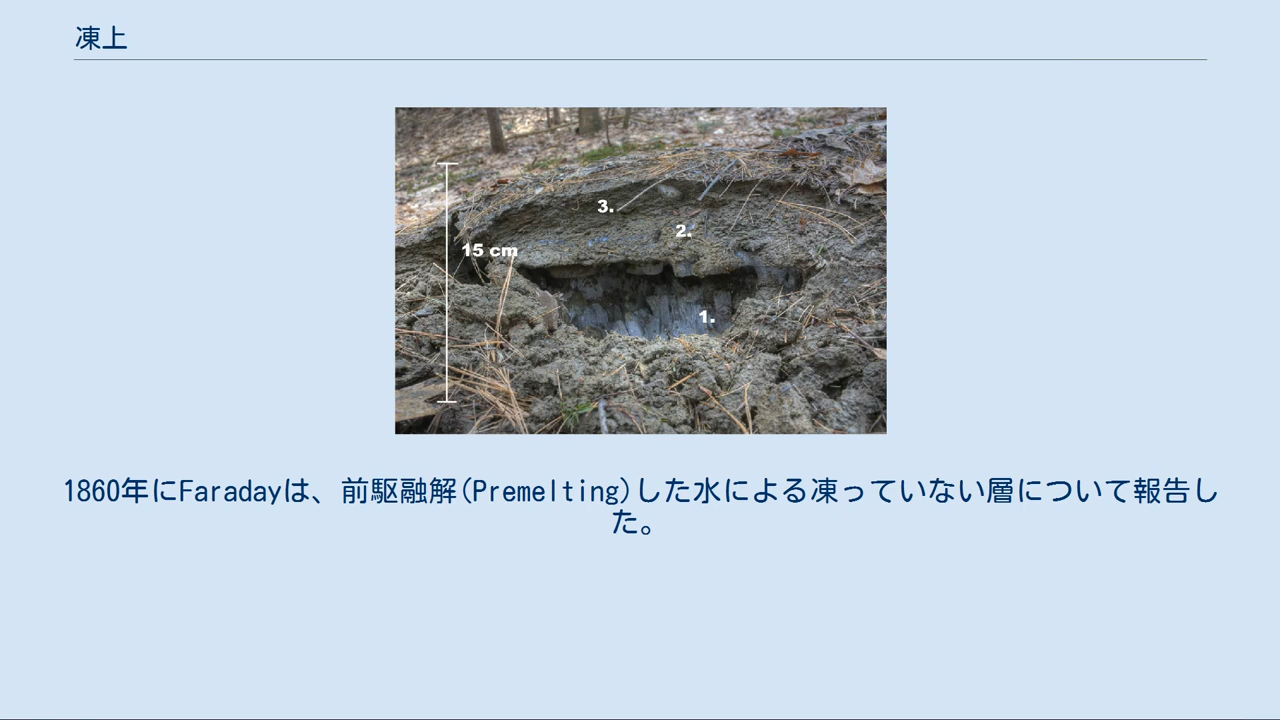 凍上
3.
2.
15 cm
1.
1860年にFaradayは、前駆融解(Premelting)した水による凍っていない層について報告し
た。